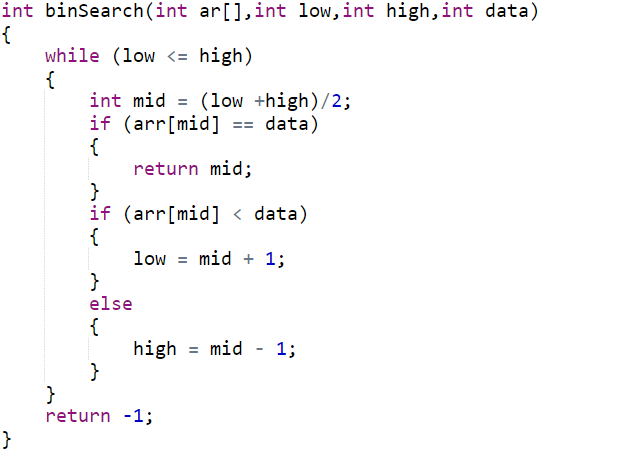 int binSearch(int ar[],int low,int high,int data)
{
    while (low <= high)
    {
        int mid = (low +high)/2;
        if (arr[mid] == data)
        {
            return mid;
        }
        if (arr[mid] < data)
        {
            low = mid + 1;
        }
        else
        {
            high = mid - 1;
        }
    }
    return -1;
}